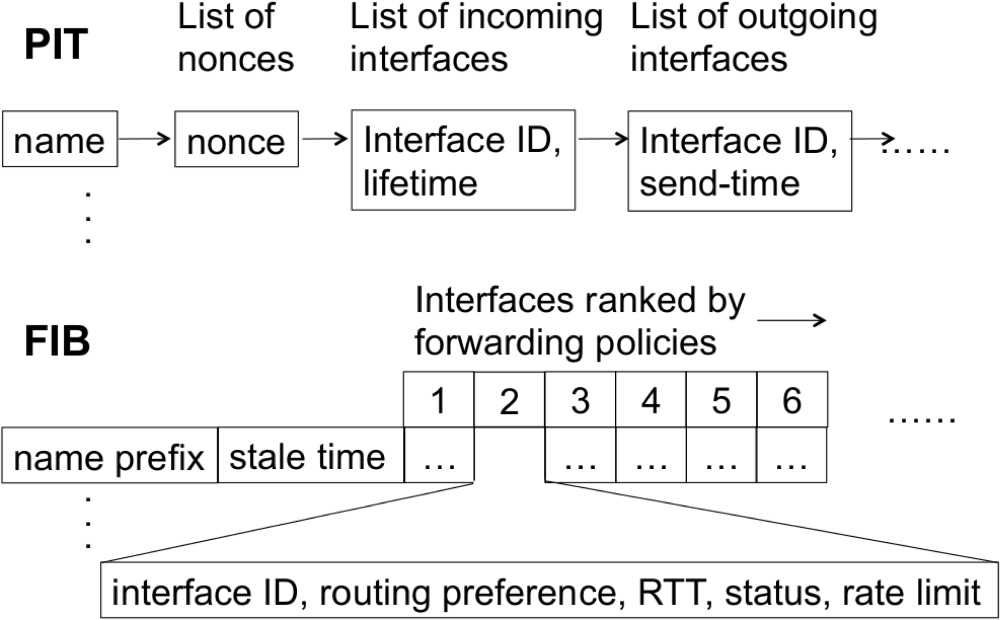 PIT
List of
nonces
List of incoming
interfaces
List of outgoing
interfaces
name
nonce
Interface ID,
lifetime
Interface ID,
send-time
......
.
.
.
FIB
Interfaces ranked by
forwarding policies
1 2 3 4 5 6
......
name prefix stale time ... ... ... ... ...
.
.
.
interface ID, routing preference, RTT, status, rate limit